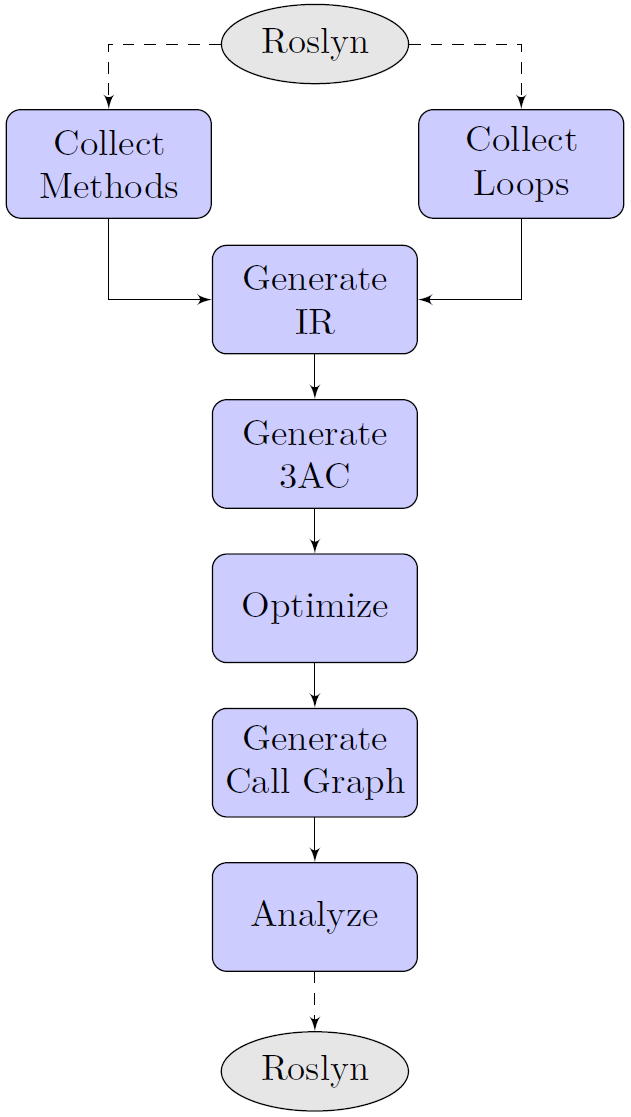 Roslyn
Collect
Methods
Collect
Loops
Generate
IR
Generate
3AC
Optimize
Generate
Call Graph
Analyze
Roslyn